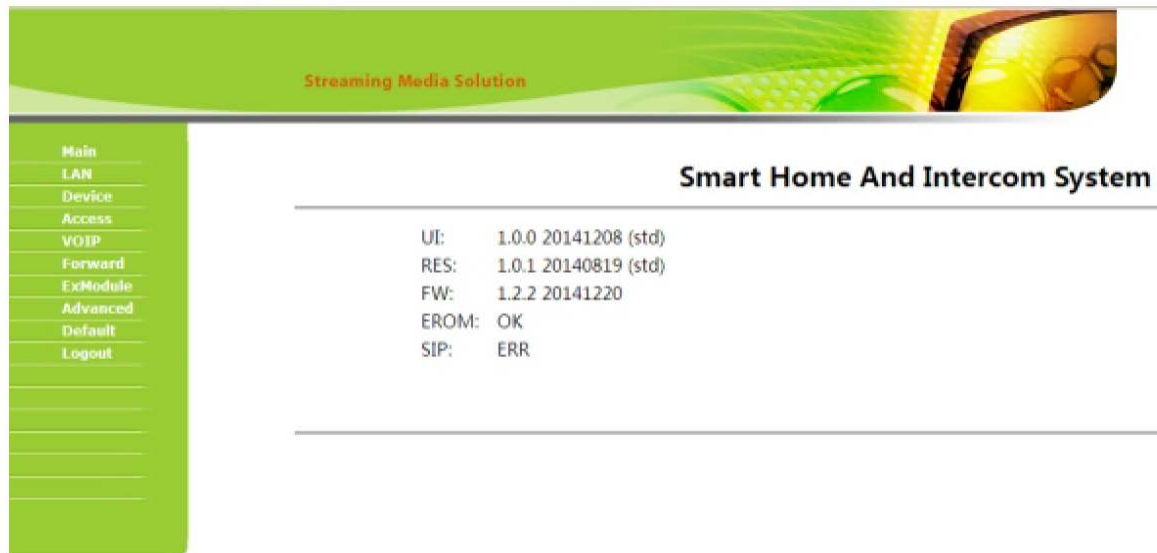 Streaming Media Solution
Main
LAN
Device
Access
VOIP
Forward
ExModule
Advanced
Default
Logout
Smart Home And Intercom System
UI: 1.0.0 20141208 (std)
RES: 1.0.1 20140819 (std)
FW: 1.2.2 20141220
EROM: OK
SIP: ERR